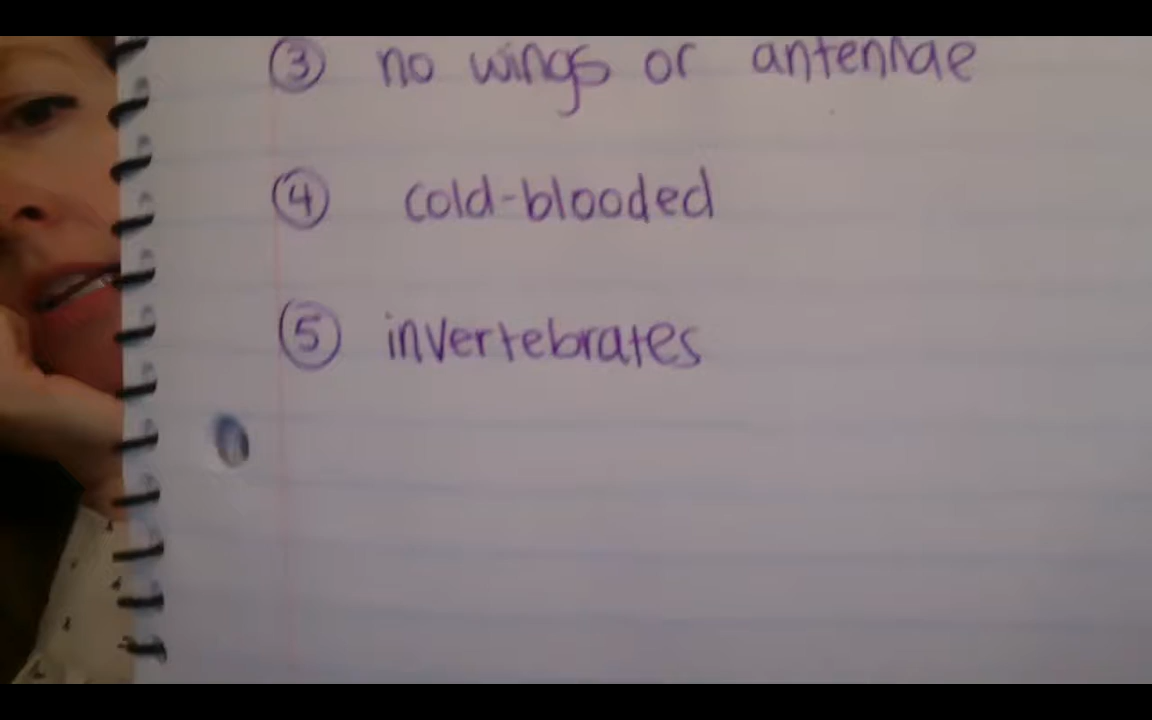 ③ no wings or antennae
④ cold-blooded
⑤ invertebrates